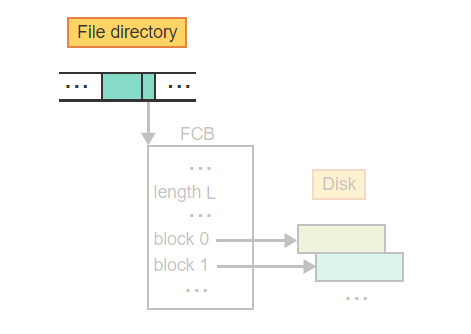 File directory
... ...
FCB
...
length L
...
Disk
block 0
block 1
...
...